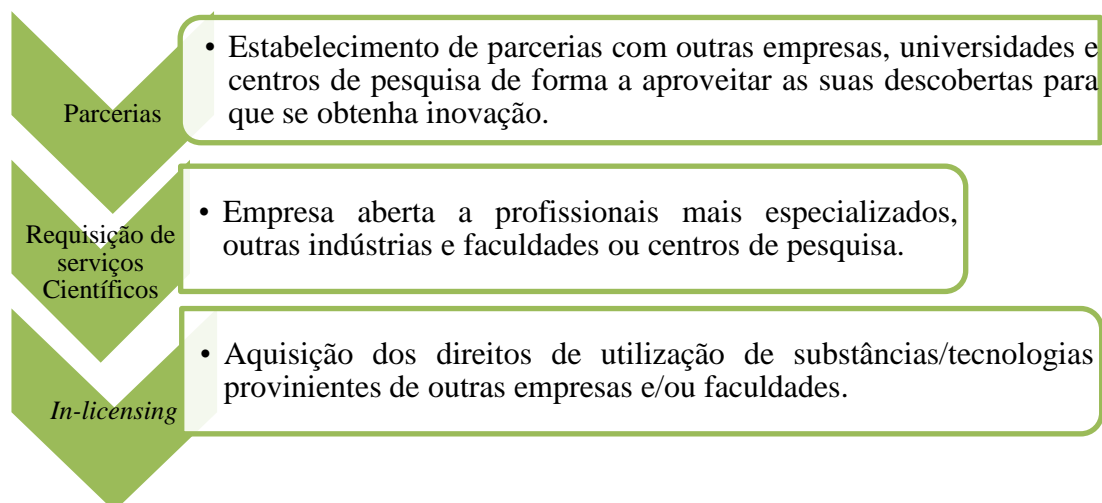 Parcerias
• Estabelecimento de parcerias com outras empresas, universidades e
centros de pesquisa de forma a aproveitar as suas descobertas para
que se obtenha inovação.
Requisição de
serviços
Científicos
• Empresa aberta a profissionais mais especializados,
outras indústrias e faculdades ou centros de pesquisa.
In-licensing
• Aquisição dos direitos de utilização de substâncias/tecnologias
provinientes de outras empresas e/ou faculdades.